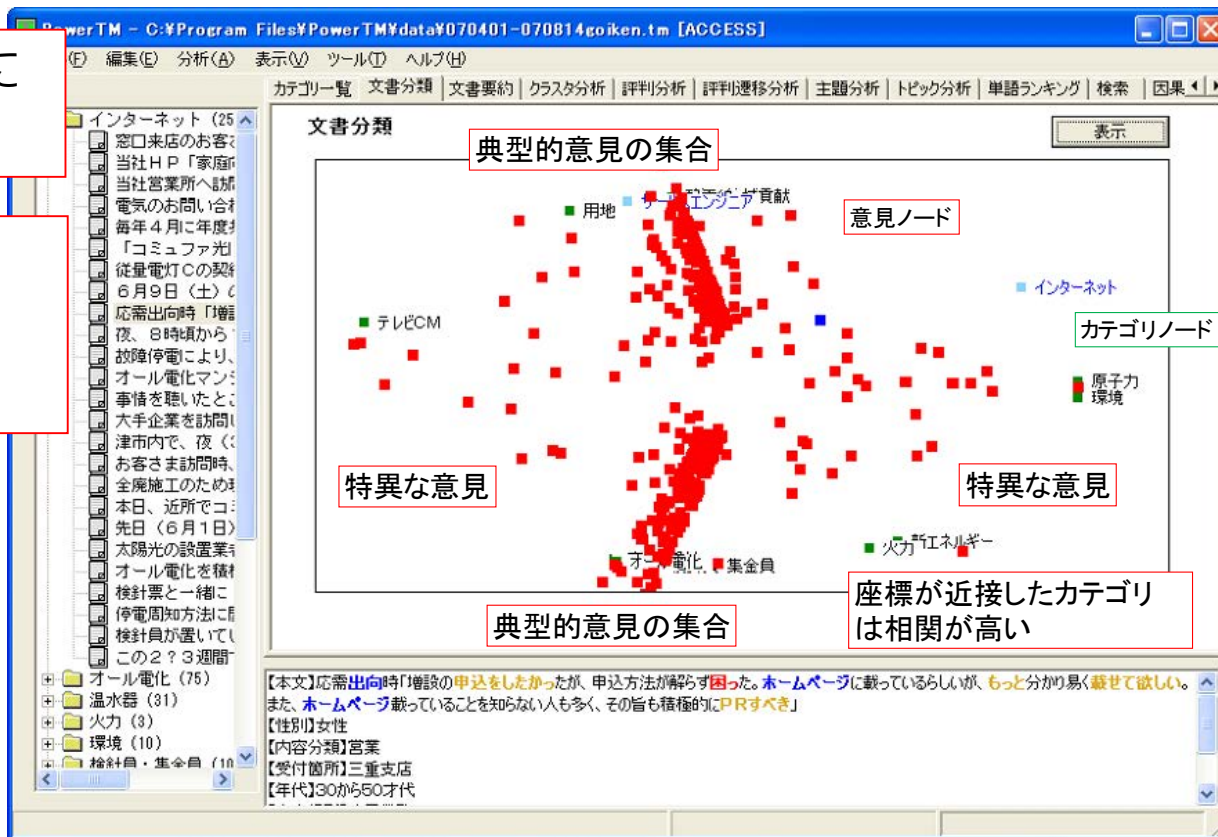 PowerTM - C:¥Program Files¥PowerTM¥data¥070401-070814goiken.tm [ACCESS]
に
(F) 編集(E) 分析(A) 表示(V) ツール(T) ヘルプ(H)
カテゴリー覧 文書分類 文書要約 クラスタ分析 評判分析 評判遷移分析 主題分析 トピック分析 単語ランキング 検索 因果
インターネット (25
窓口来店のお客さ
当社HP「家庭
当社営業所へ訪
電気のお問い合
毎年4月に年度
「コミュファ光
従量電灯Cの契
6月9日(土)
応需出向時「増設
夜、8時頃から
故障停電により、
オール電化マン
事情を聴いたとこ
大手企業を訪問
津市内で、夜
お客さま訪問時、
全廃施工のため
本日、近所でコミ
先日(6月1日)
太陽光の設置業者
オール電化を積
検針票と一緒に
停電周知方法に
検針員が置いて
この2?3週間
オール電化 (75)
温水器 (31)
火力 (3)
環境 (10)
検針員・集金員 (10
文書分類
表示
典型的意見の集合
用地
貢献
意見ノード
インターネット
テレビCM
カテゴリノード
原子力
環境
特異な意見
特異な意見
火力
エネルギー
オール電化
集金員
座標が近接したカテゴリ
は相関が高い
典型的意見の集合
【本文】応需出向時「増設の申込をしたかったが、申込方法が解らず困った。ホームページに載っているらしいが、もっと分かり易く載せて欲しい。
また、ホームページ載っていることを知らない人も多く、その旨も積極的にPRすべき」
【性別】女性
【内容分類】営業
【受付箇所】三重支店
【年代】30から50才代